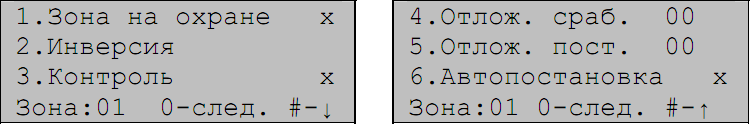 1.Зона на охране x
2.Инверсия
3.Контроль x
Зона:01 0-след. #-↓
4.Отлож. сраб. 00
5.Отлож. пост. 00
6.Автопостановка x
Зона:01 0-след. #-↑